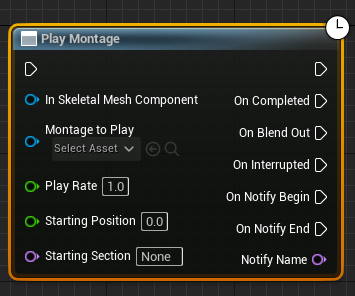 Play Montage
In Skeletal Mesh Component
On Completed
Montage to Play
Select Asset
On Blend Out
On Interrupted
Play Rate 1.0
On Notify Begin
Starting Position 0.0
On Notify End
Starting Section None
Notify Name